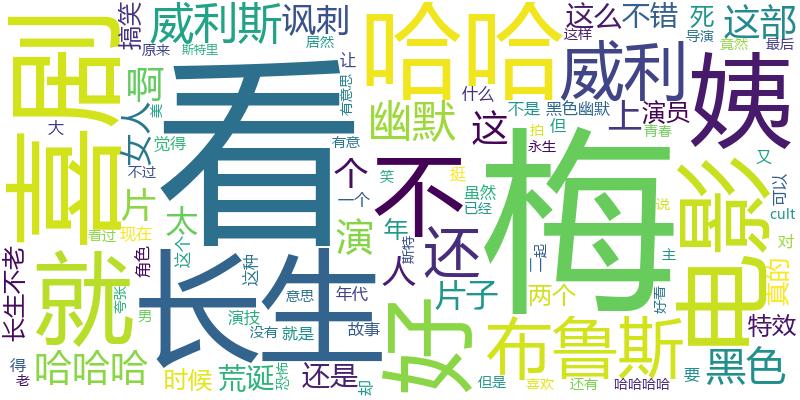 喜剧
搞笑
威利斯
讽刺
原来
斯特里
居然
哈哈
这么
这样
不错
死
导演
这部
竟然
最后
大
女人
啊
美
让
有意思
看
幽默
什么
威利
姨
觉得
有意
这
不是
黑色幽默
但
上
演员
拍
永生
青春
又
可以
cult
不过
片
太
个
一个
笑
不
挺
虽然
已经
梅
说
电影
真的
对
看过
现在
这个
演
年
还
斯特
人
一起
主
好看
长生不老
就
角色
夸张
男
这种
长生
意思
年代
演技
没有
就是
故事
片子
两个
特效
好
布鲁斯
黑色
得
老
哈哈哈
时候
荒诞
恐怖
还是
却
但是
喜欢
还有
哈哈哈哈
要